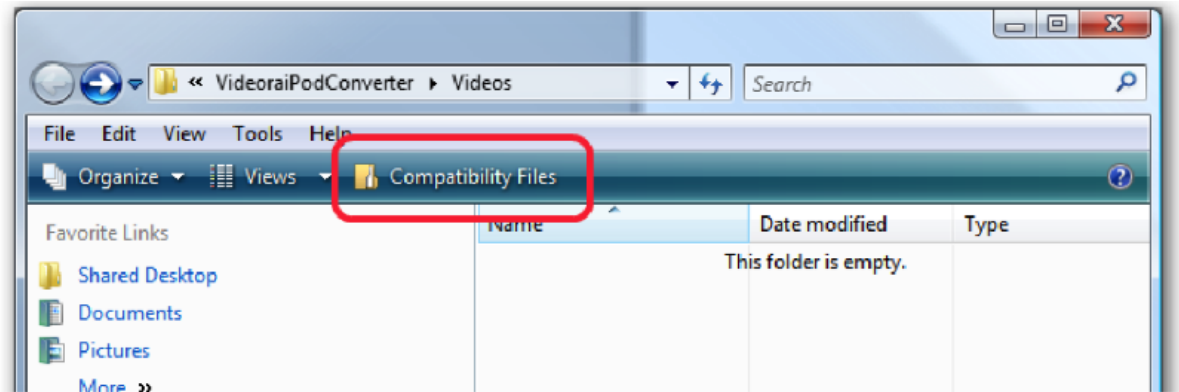 « VideoraiPodConverter ▸ Videos Search
File Edit View Tools Help
Organize Views Compatibility Files
Favorite Links Name Date modified Type
This folder is empty.
Shared Desktop
Documents
Pictures
More »